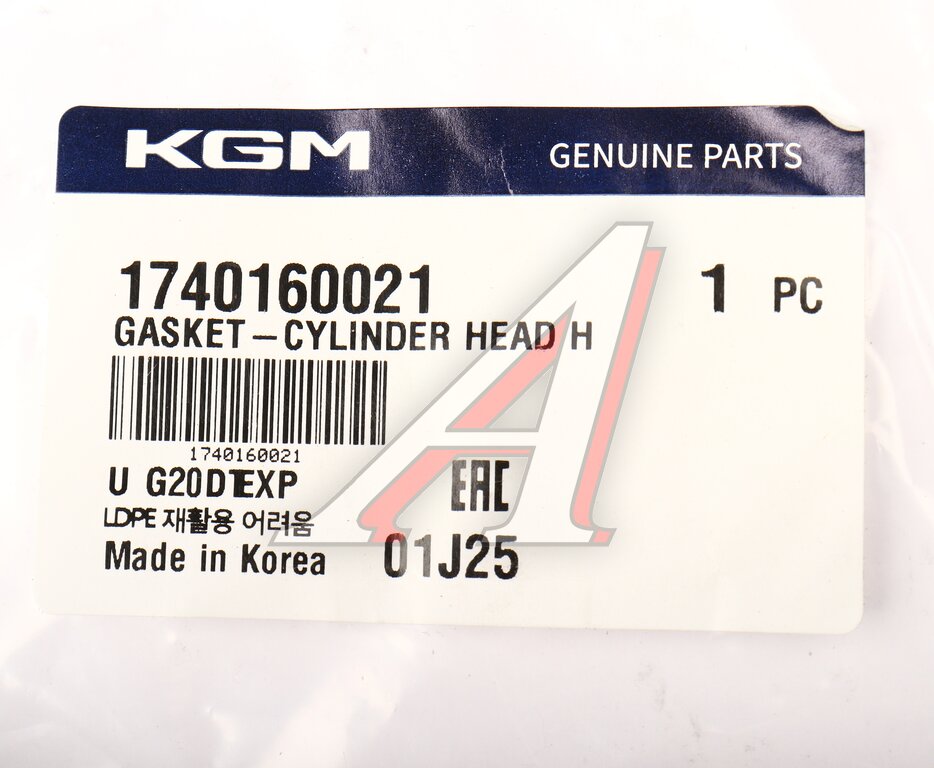 KGM GENUINE PARTS
1740160021 1 PC
GASKET-CYLINDER HEAD H
1740160021
U G20DTEXP EAC
LDPE 재활용 어려움
Made in Korea 01J25